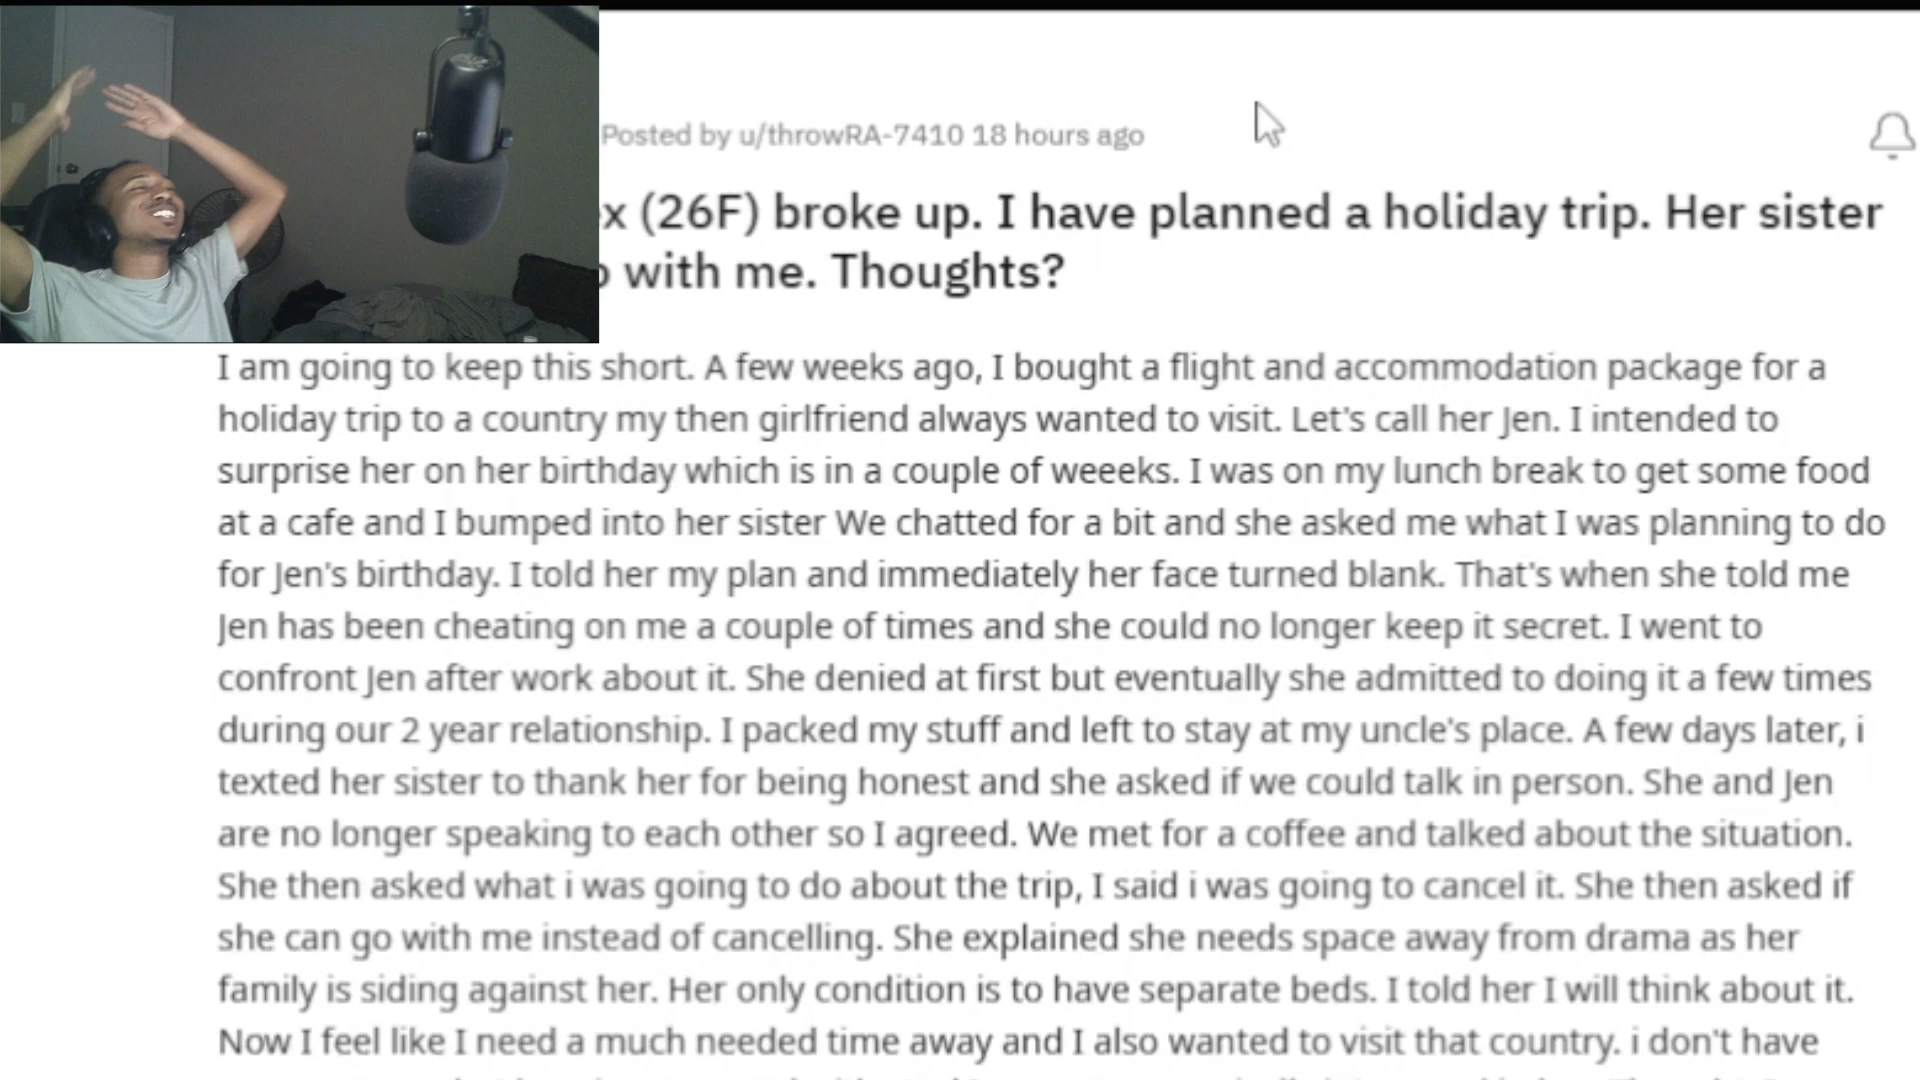 Posted by u/throwRA-7410 18 hours ago
x (26F) broke up. I have planned a holiday trip. Her sister
with me. Thoughts?
I am going to keep this short. A few weeks ago, I bought a flight and accommodation package for a
holiday trip to a country my then girlfriend always wanted to visit. Let's call her Jen. I intended to
surprise her on her birthday which is in a couple of weeeks. I was on my lunch break to get some food
at a cafe and I bumped into her sister We chatted for a bit and she asked me what I was planning to do
for Jen's birthday. I told her my plan and immediately her face turned blank. That's when she told me
Jen has been cheating on me a couple of times and she could no longer keep it secret. I went to
confront Jen after work about it. She denied at first but eventually she admitted to doing it a few times
during our 2 year relationship. I packed my stuff and left to stay at my uncle's place. A few days later, i
texted her sister to thank her for being honest and she asked if we could talk in person. She and Jen
are no longer speaking to each other so I agreed. We met for a coffee and talked about the situation.
She then asked what i was going to do about the trip, I said i was going to cancel it. She then asked if
she can go with me instead of cancelling. She explained she needs space away from drama as her
family is siding against her. Her only condition is to have separate beds. I told her I will think about it.
Now I feel like I need a much needed time away and I also wanted to visit that country. i don't have